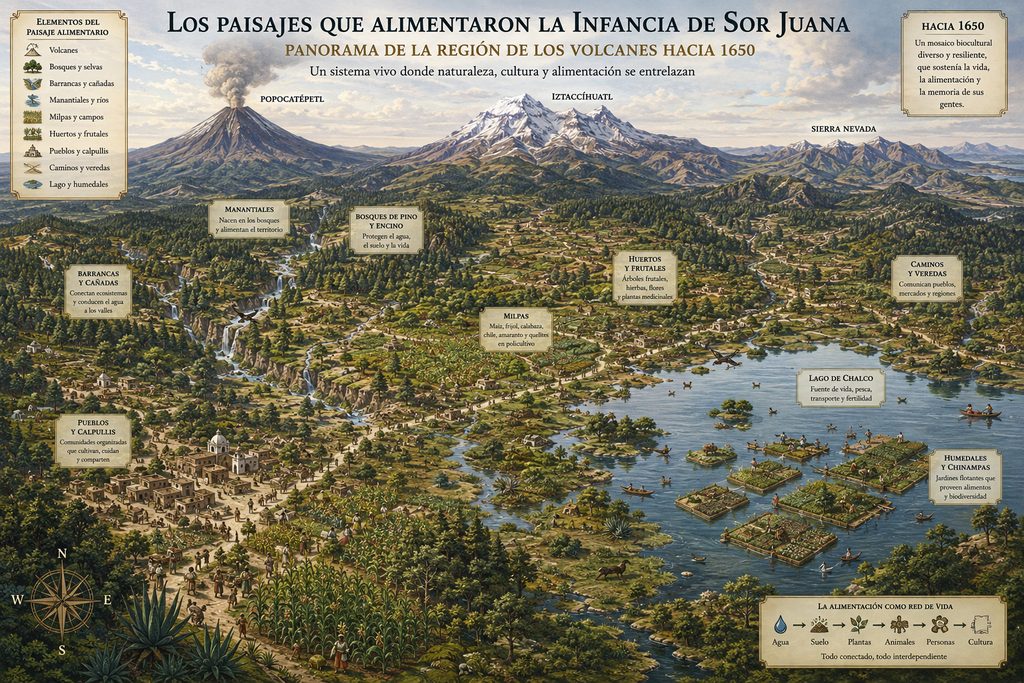 LOS PAISAJES QUE ALIMENTARON LA INFANCIA DE SOR JUANA
PANORAMA DE LA REGIÓN DE LOS VOLCANES HACIA 1650
Un sistema vivo donde naturaleza, cultura y alimentación se entrelazan
ELEMENTOS DEL
PAISAJE ALIMENTARIO
Volcanes
Bosques y selvas
Barrancas y cañadas
Manantiales y ríos
Milpas y campos
Huertos y frutales
Pueblos y calpullis
Caminos y veredas
Lago y humedales
HACIA 1650
Un mosaico biocultural
diverso y resiliente,
que sostenía la vida,
la alimentación y
la memoria de sus
gentes.
POPOCATÉPETL
IZTACCÍHUATL
SIERRA NEVADA
MANANTIALES
Nacen en los bosques
y alimentan el territorio
BOSQUES DE PINO
Y ENCINO
Protegen el agua,
el suelo y la vida
BARRANCAS
Y CAÑADAS
Conectan ecosistemas
y conducen el agua
a los valles
HUERTOS
Y FRUTALES
Árboles frutales,
hierbas, flores
y plantas medicinales
CAMINOS
Y VEREDAS
Comunican pueblos,
mercados y regiones
MILPAS
Maíz, frijol, calabaza,
chile, amaranto y quelites
en policultivo
LAGO DE CHALCO
Fuente de vida, pesca,
transporte y fertilidad
PUEBLOS
Y CALPULLIS
Comunidades organizadas
que cultivan, cuidan
y comparten
HUMEDALES
Y CHINAMPAS
Jardines flotantes que
proveen alimentos
y biodiversidad
N
W E
S
LA ALIMENTACIÓN COMO RED DE VIDA
Agua Suelo Plantas Animales Personas Cultura
Todo conectado, todo interdependiente